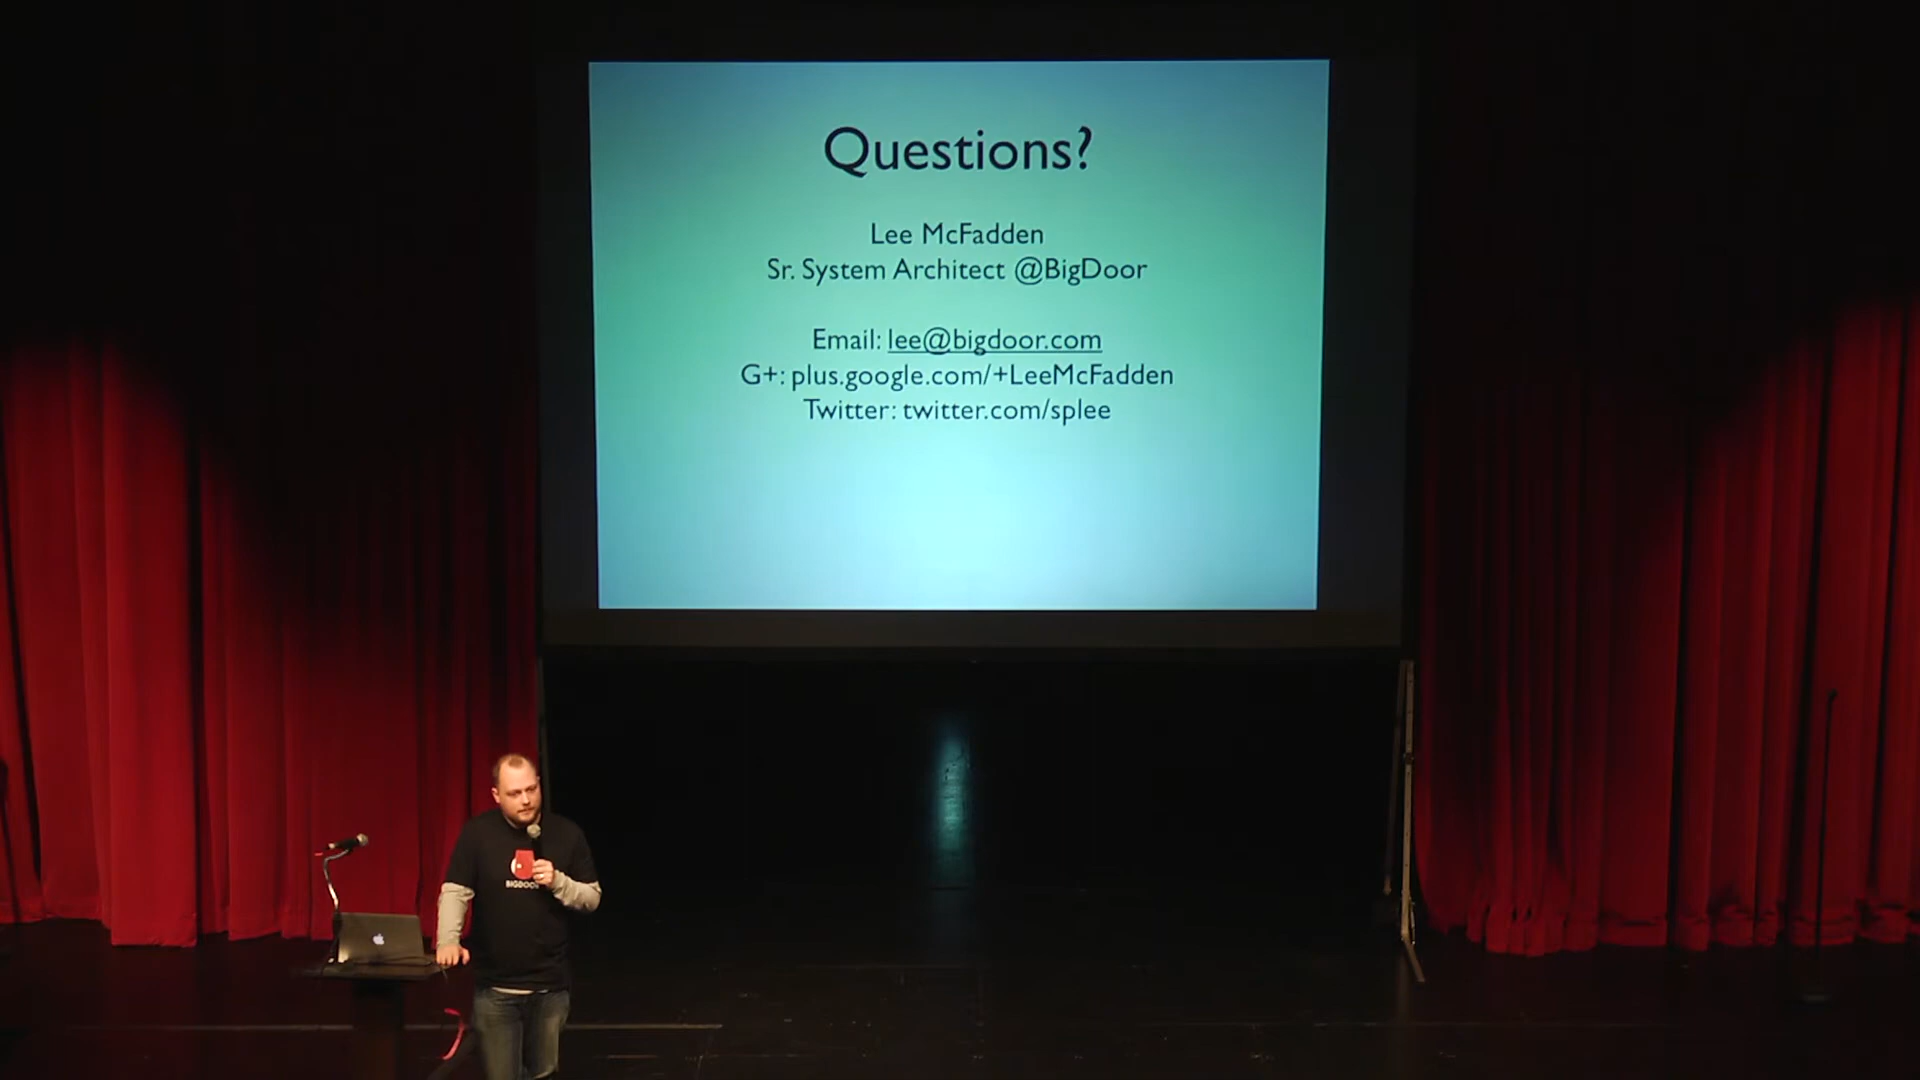 Questions?
Lee McFadden
Sr. System Architect @BigDoor
Email: lee@bigdoor.com
G+: plus.google.com/+LeeMcFadden
Twitter: twitter.com/splee
BIGDOOR